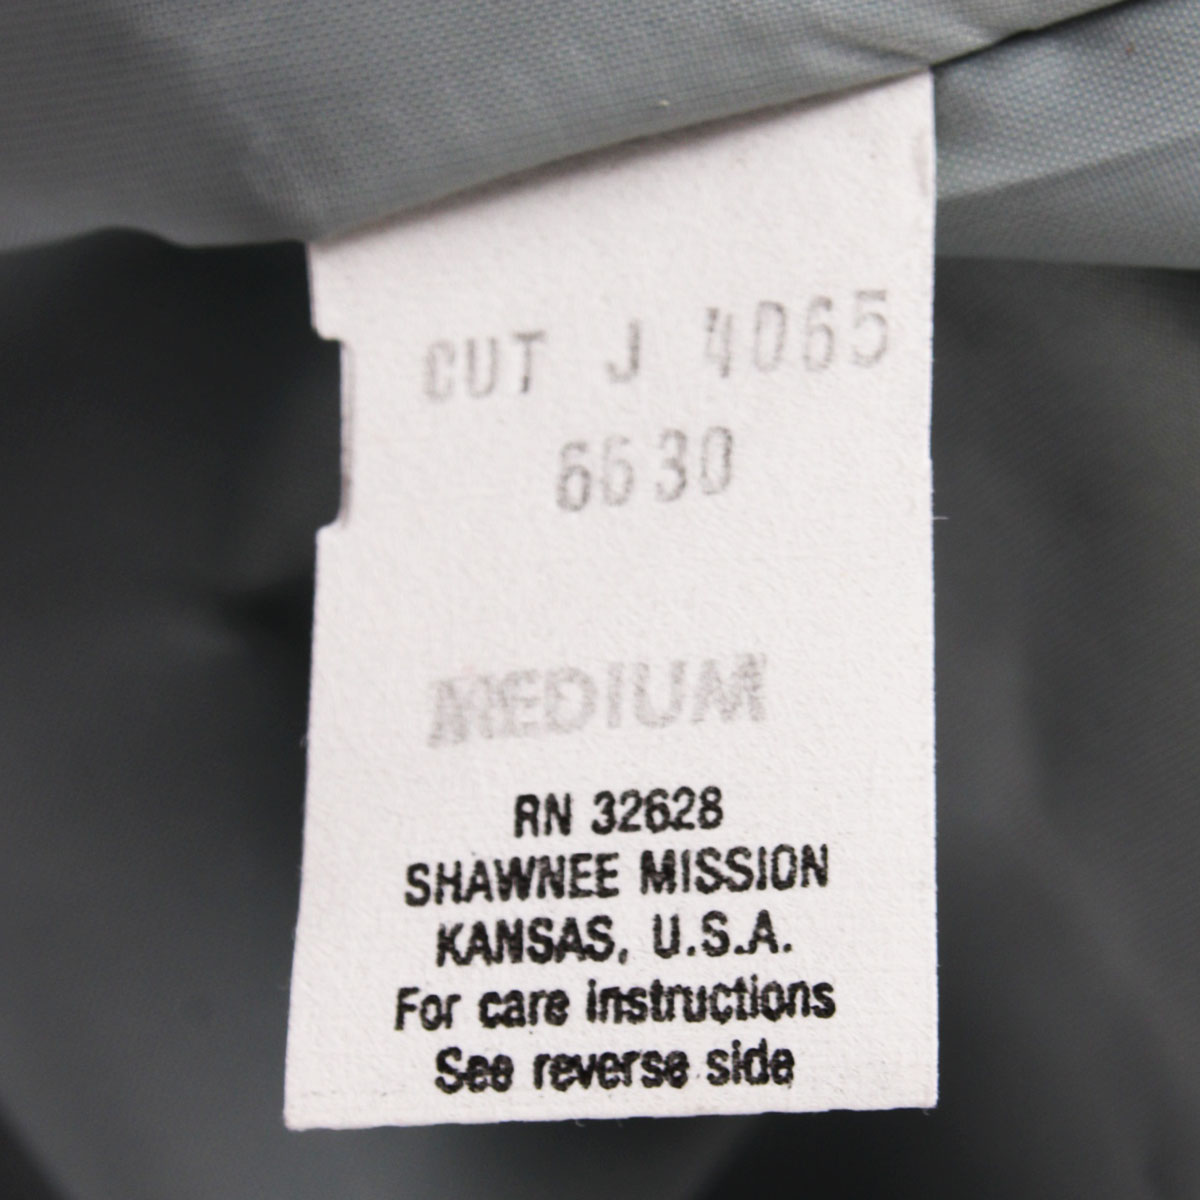 CUT J 4065
6630
MEDIUM
RN 32628
SHAWNEE MISSION
KANSAS, U.S.A.
For care instructions
See reverse side